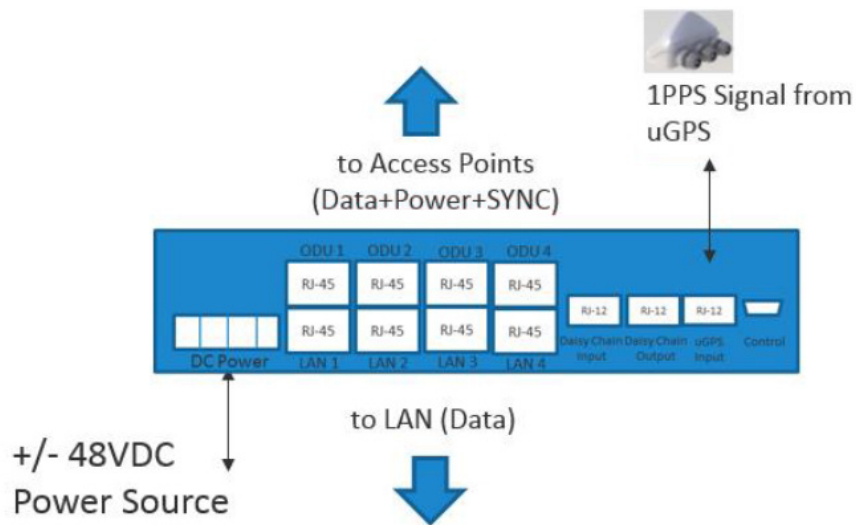 1PPS Signal from
uGPS
to Access Points
(Data+Power+SYNC)
ODU 1 ODU 2 ODU 3 ODU 4
RJ-45 RJ-45 RJ-45 RJ-45
RJ-12 RJ-12 RJ-12
RJ-45 RJ-45 RJ-45 RJ-45
Daisy Chain Input
Daisy Chain Output
uGPS Input
Control
DC Power LAN 1 LAN 2 LAN 3 LAN 4
to LAN (Data)
+/- 48VDC
Power Source